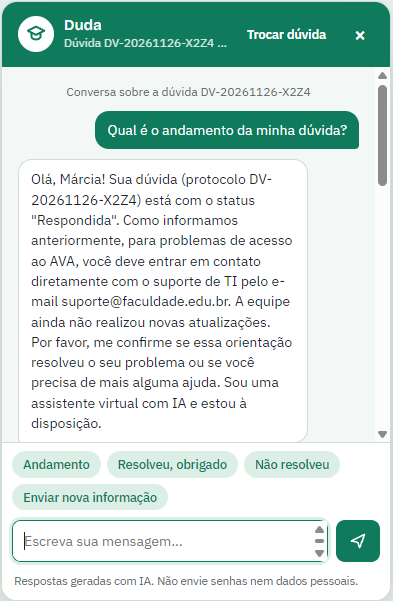 Duda
Dúvida DV-20261126-X2Z4 ...
Trocar dúvida
×
Conversa sobre a dúvida DV-20261126-X2Z4
Qual é o andamento da minha dúvida?
Olá, Márcia! Sua dúvida (protocolo DV-
20261126-X2Z4) está com o status
"Respondida". Como informamos
anteriormente, para problemas de acesso
ao AVA, você deve entrar em contato
diretamente com o suporte de TI pelo e-
mail suporte@faculdade.edu.br. A equipe
ainda não realizou novas atualizações.
Por favor, me confirme se essa orientação
resolveu o seu problema ou se você
precisa de mais alguma ajuda. Sou uma
assistente virtual com IA e estou à
disposição.
Andamento
Resolveu, obrigado
Não resolveu
Enviar nova informação
Escreva sua mensagem...
Respostas geradas com IA. Não envie senhas nem dados pessoais.